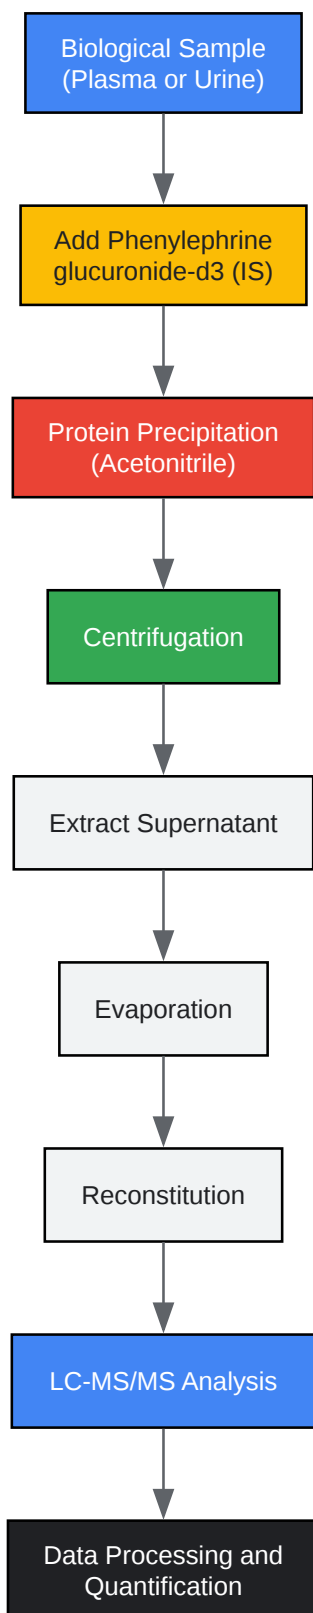 Biological Sample
(Plasma or Urine)
Add Phenylephrine
glucuronide-d3 (IS)
Protein Precipitation
(Acetonitrile)
Centrifugation
Extract Supernatant
Evaporation
Reconstitution
LC-MS/MS Analysis
Data Processing and
Quantification